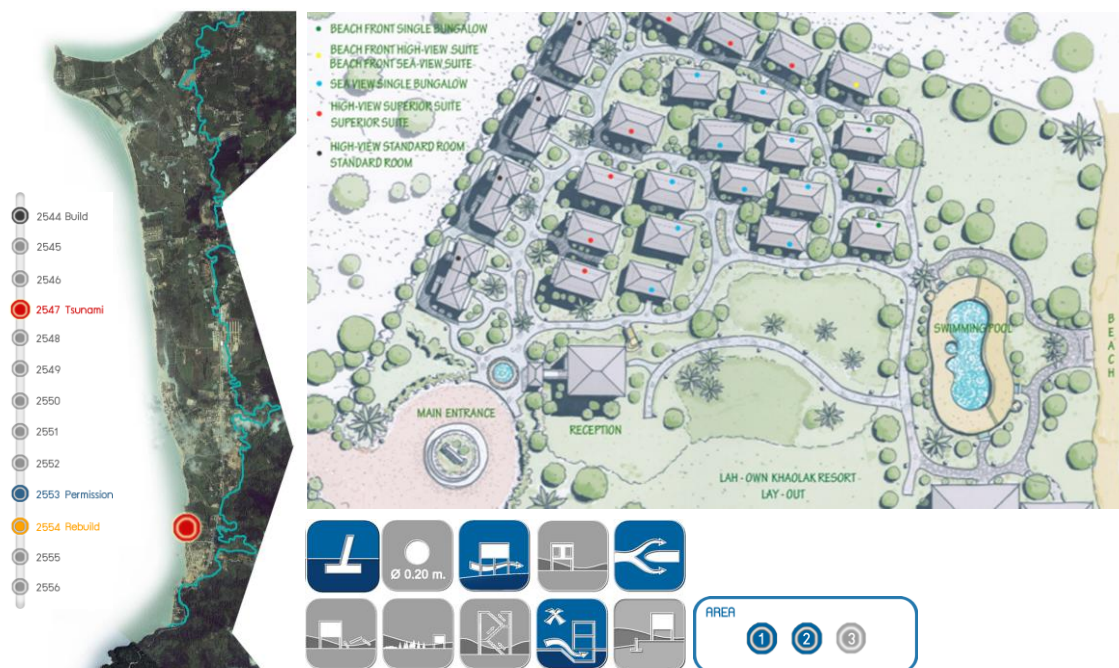 2544 Build
2545
2546
2547 Tsunami
2548
2549
2550
2551
2552
2553 Permission
2554 Rebuild
2555
2556
BEACH FRONT SINGLE BUNGALOW
BEACH FRONT HIGH-VIEW SUITE
BEACH FRONT SEA-VIEW SUITE
SEA VIEW SINGLE BUNGALOW
HIGH-VIEW SUPERIOR SUITE
SUPERIOR SUITE
HIGH-VIEW STANDARD ROOM
STANDARD ROOM
SWIMMING POOL
BEACH
MAIN ENTRANCE
RECEPTION
LAH - OWN KHAOLAK RESORT
LAY - OUT
Ø 0.20 m.
AREA
1 2 3